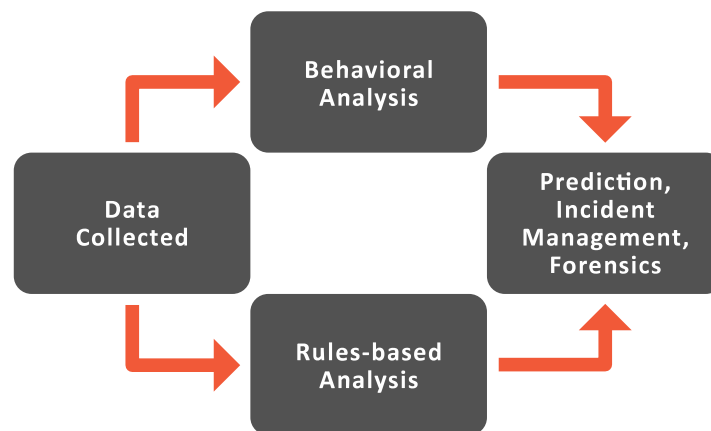 Behavioral
Analysis
Data
Collected
Prediction,
Incident
Management,
Forensics
Rules-based
Analysis